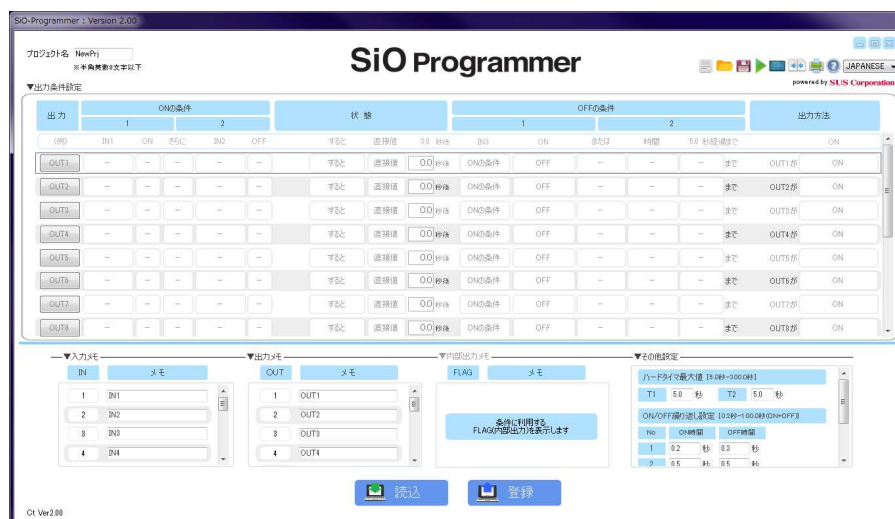 SiO-Programmer : Version 2.00
プロジェクト名 NewPrj
※半角英数8文字以下
SiO Programmer
JAPANESE
powered by SUS Corporation
▼出力条件設定
出力 ONの条件 状態 OFFの条件 出力方法
1 2 1 2
(例) IN1 ON さらに IN2 OFF すると 直接値 3.0 秒後 IN3 ON または 時間 5.0 秒経過まで ON
OUT1 - - - - - すると 直接値 0.0 秒後 ONの条件 OFF - - - まで OUT1が ON
OUT2 - - - - - すると 直接値 0.0 秒後 ONの条件 OFF - - - まで OUT2が ON
OUT3 - - - - - すると 直接値 0.0 秒後 ONの条件 OFF - - - まで OUT3が ON
OUT4 - - - - - すると 直接値 0.0 秒後 ONの条件 OFF - - - まで OUT4が ON
OUT5 - - - - - すると 直接値 0.0 秒後 ONの条件 OFF - - - まで OUT5が ON
OUT6 - - - - - すると 直接値 0.0 秒後 ONの条件 OFF - - - まで OUT6が ON
OUT7 - - - - - すると 直接値 0.0 秒後 ONの条件 OFF - - - まで OUT7が ON
OUT8 - - - - - すると 直接値 0.0 秒後 ONの条件 OFF - - - まで OUT8が ON
▼入力メモ
IN メモ
1 IN1
2 IN2
3 IN3
4 IN4
▼出力メモ
OUT メモ
1 OUT1
2 OUT2
3 OUT3
4 OUT4
▼内部出力メモ
FLAG メモ
条件に利用する
FLAG(内部出力)を表示します
▼その他設定
ハードタイマ最大値 [5.0秒~300.0秒]
T1 5.0 秒 T2 5.0 秒
ON/OFF繰り返し設定 [0.2秒~100.0秒(ON+OFF)]
No ON時間 OFF時間
1 0.2 秒 0.3 秒
2 0.5 秒 0.5 秒
読込 登録
Ct Ver2.00